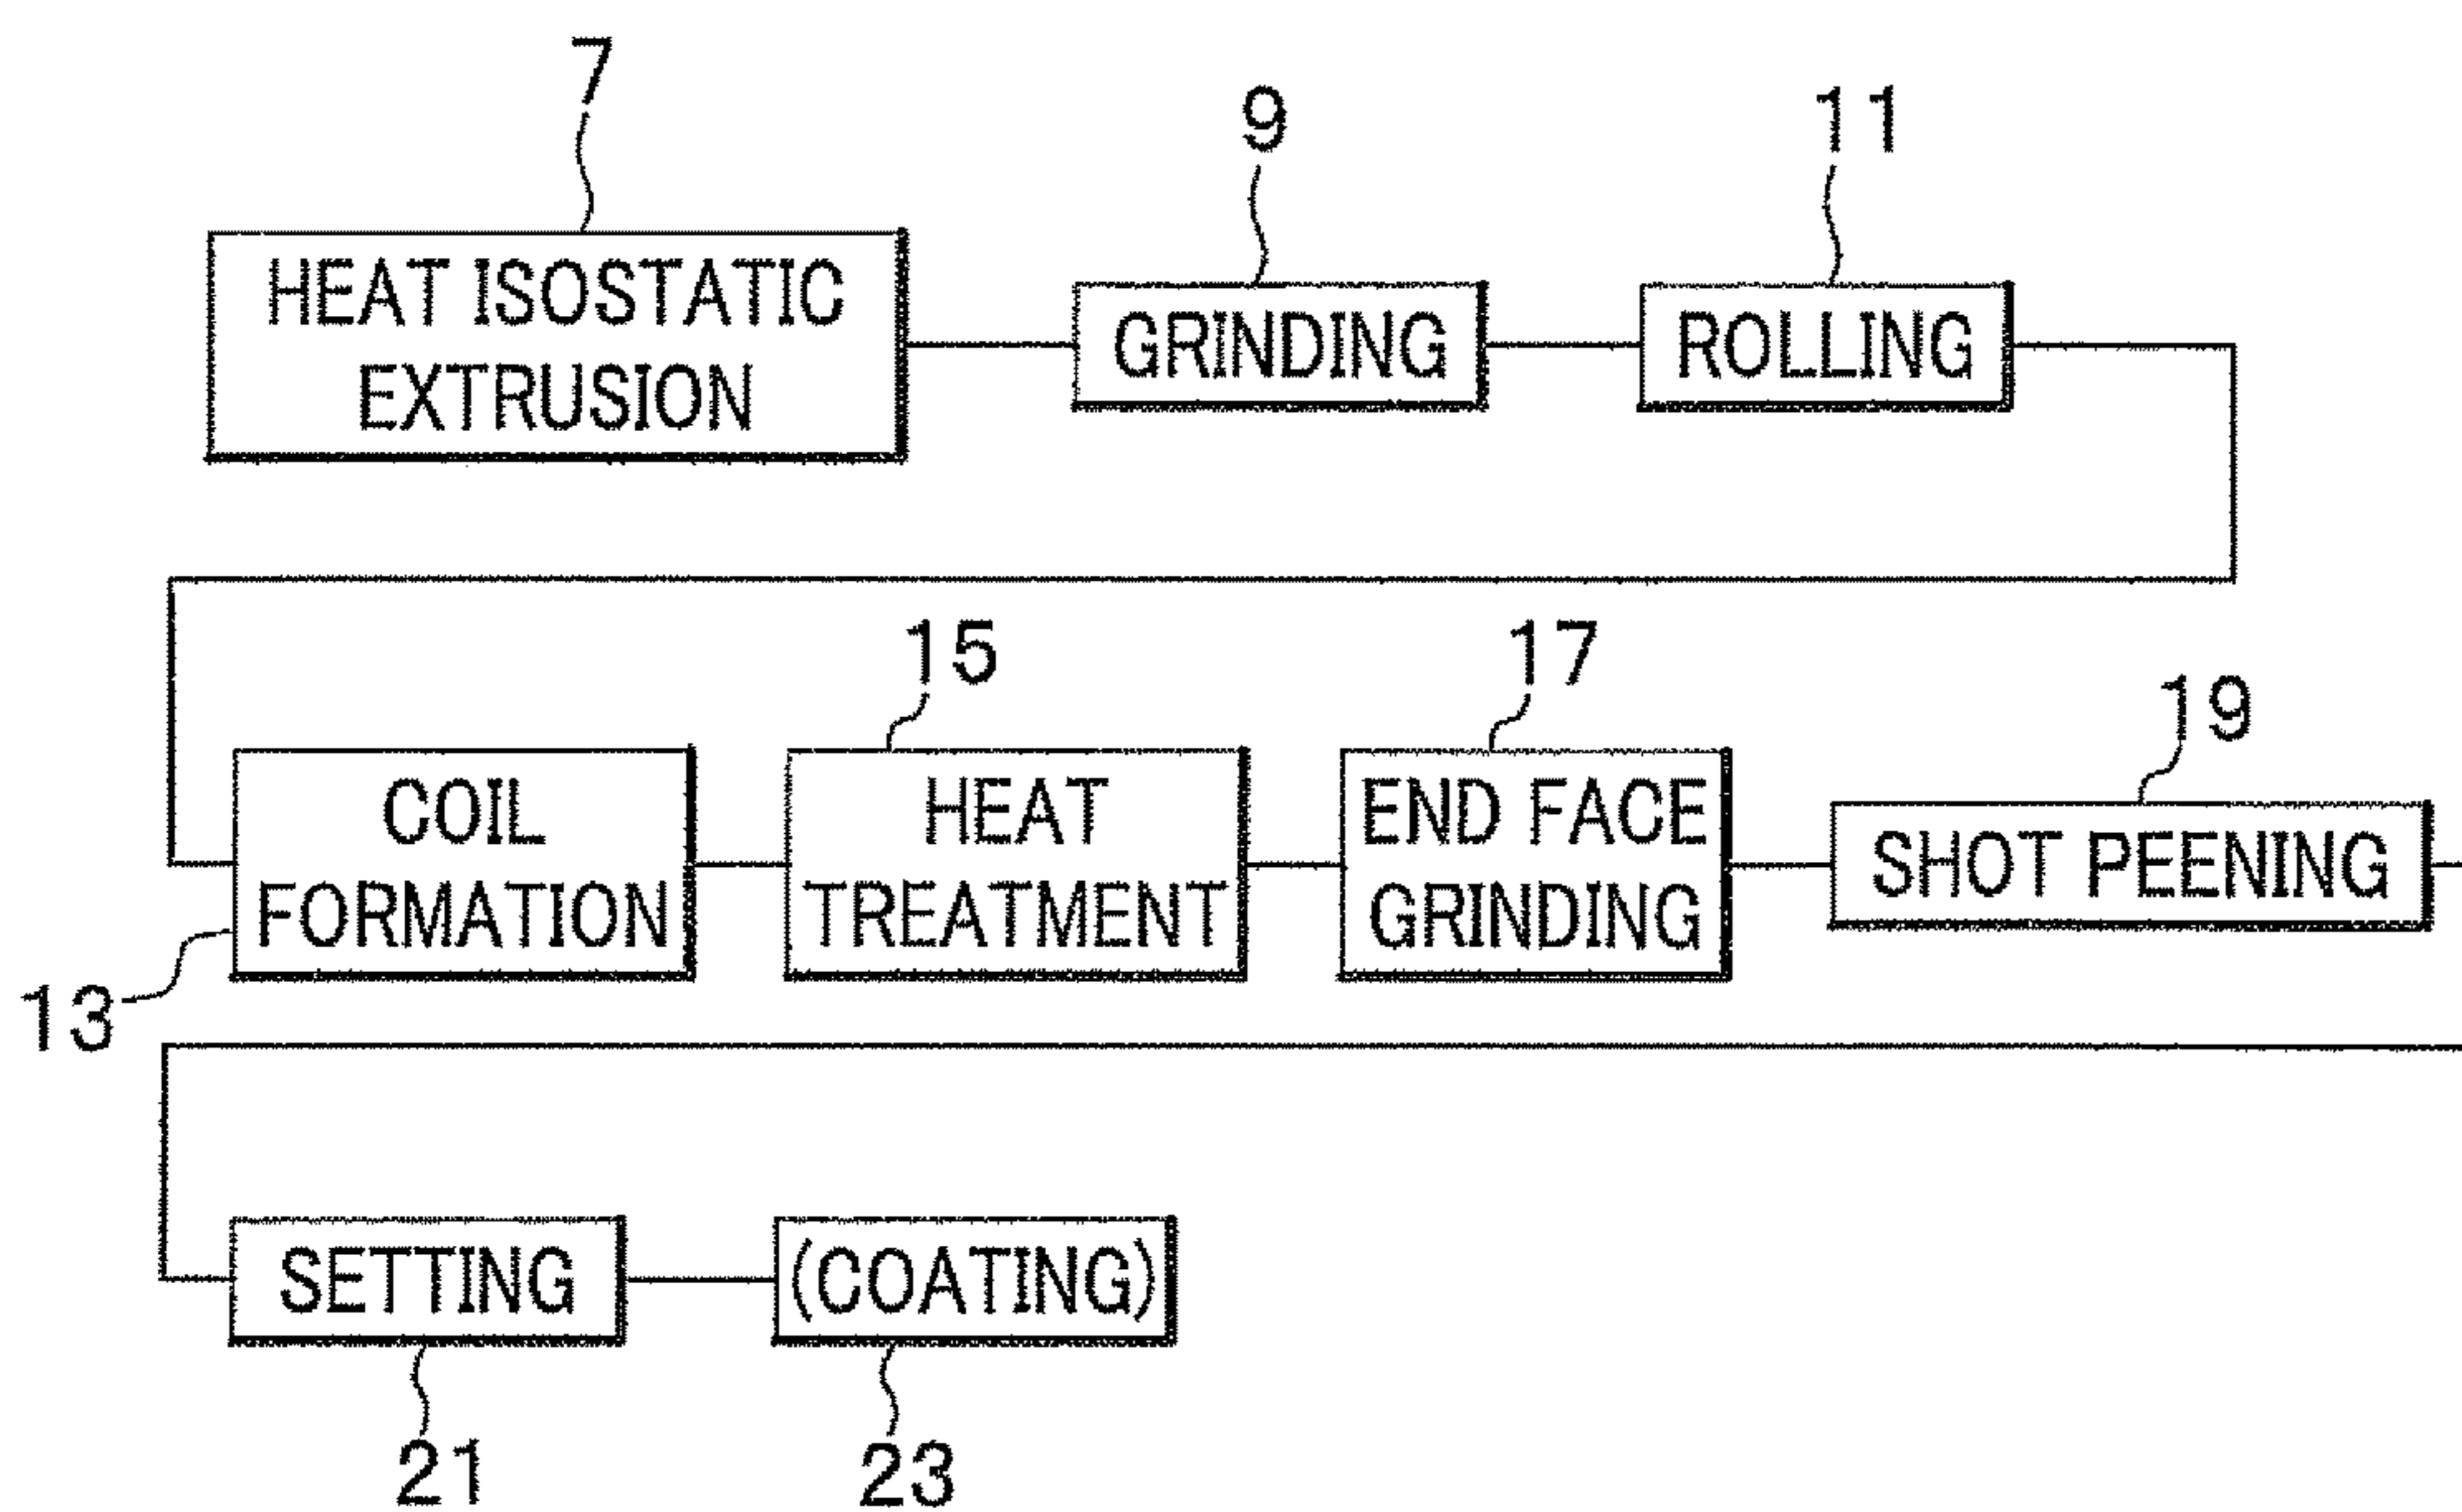 7
9
11
HEAT ISOSTATIC
EXTRUSION
GRINDING
ROLLING
15
17
19
COIL
FORMATION
HEAT
TREATMENT
END FACE
GRINDING
SHOT PEENING
13
SETTING
(COATING)
21
23